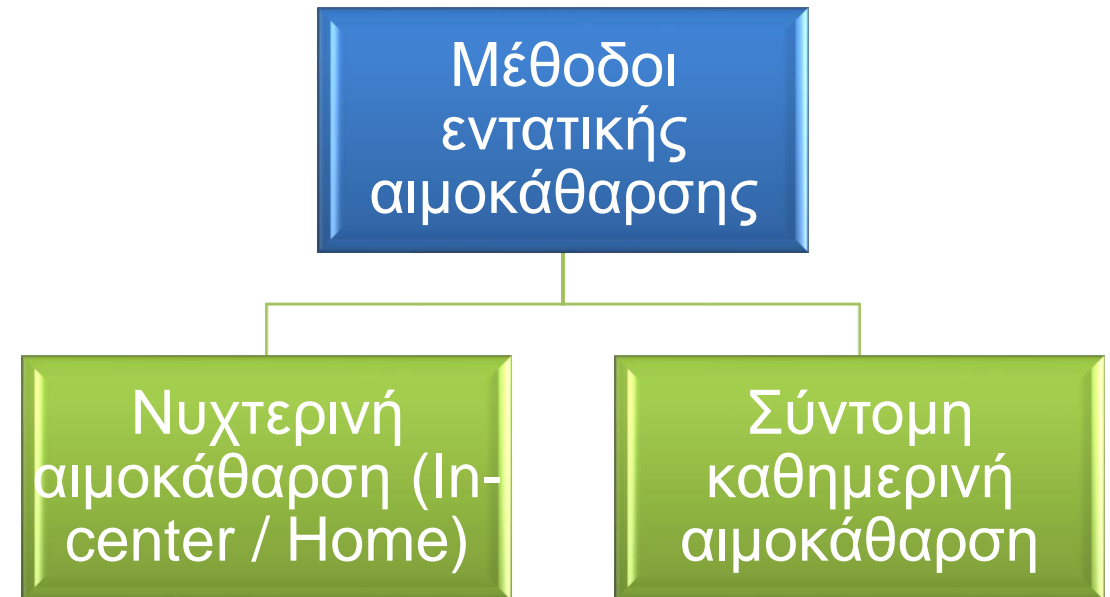 Μέθοδοι
εντατικής
αιμοκάθαρσης
Νυχτερινή
αιμοκάθαρση (In-
center / Home)
Σύντομη
καθημερινή
αιμοκάθαρση